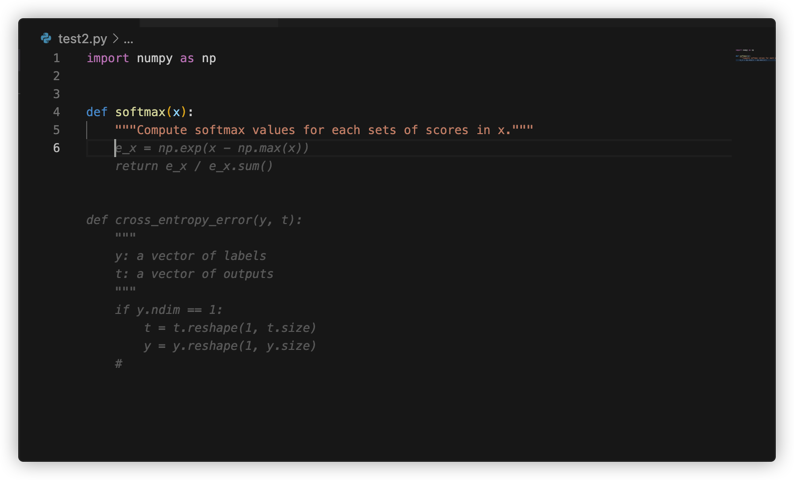 test2.py > ...
1 import numpy as np
2
3
4 def softmax(x):
5 """Compute softmax values for each sets of scores in x."""
6 e_x = np.exp(x - np.max(x))
return e_x / e_x.sum()
def cross_entropy_error(y, t):
"""
y: a vector of labels
t: a vector of outputs
"""
if y.ndim == 1:
t = t.reshape(1, t.size)
y = y.reshape(1, y.size)
#